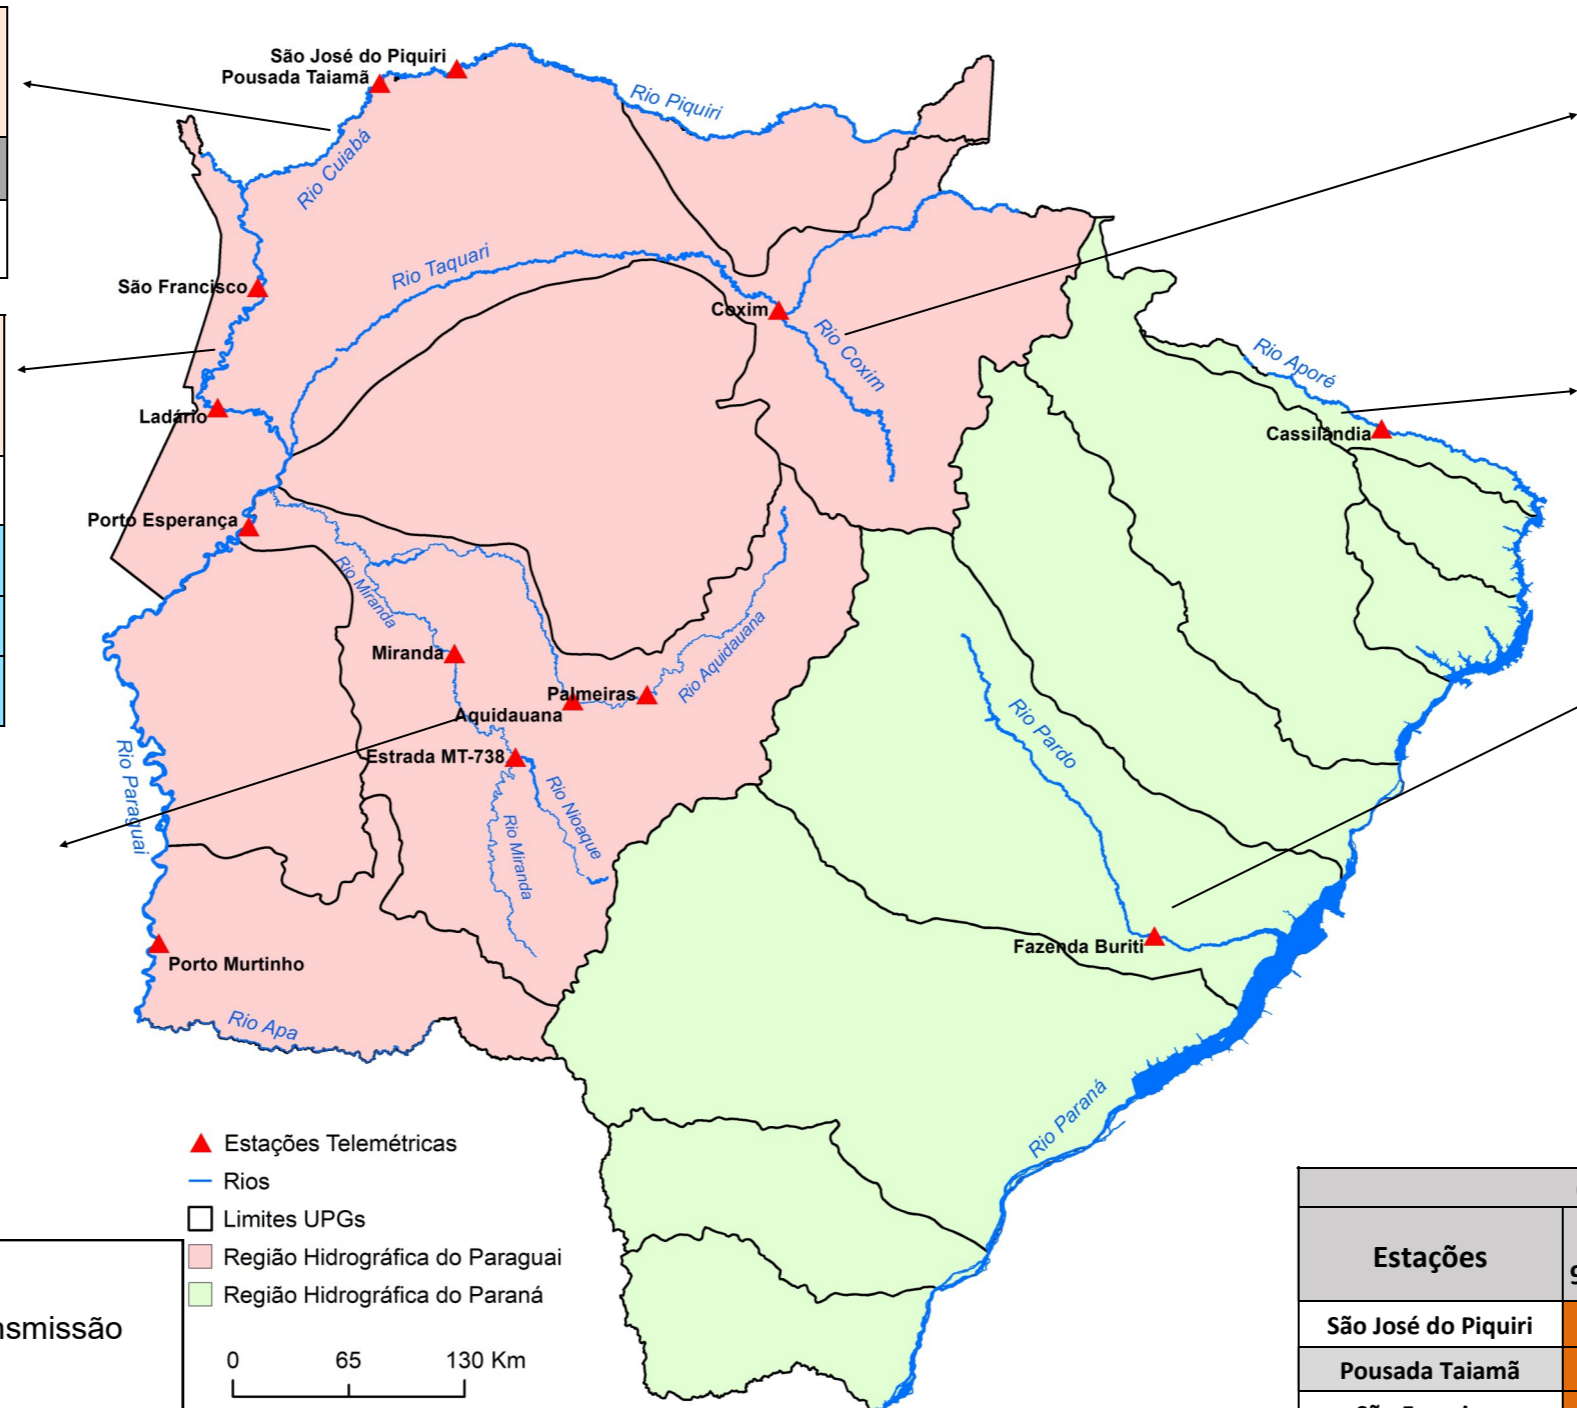 São José do Piquiri
Pousada Taiamã
Rio Piquiri
Rio Cuiabá
São Francisco
Rio Taquari
Coxim
Rio Coxim
Rio Aporé
Ladário
Cassilândia
Porto Esperança
Rio Miranda
Rio Aquidauana
Miranda
Palmeiras
Aquidauana
Rio Pardo
Estrada MT-738
Rio Paraguai
Rio Nioaque
Rio Miranda
Fazenda Buriti
Porto Murtinho
Rio Apa
Rio Paraná
Estações Telemétricas
Rios
Limites UPGs
Região Hidrográfica do Paraguai
Região Hidrográfica do Paraná
0 65 130 Km
nsmissão
Estações
São José do Piquiri
Pousada Taiamã